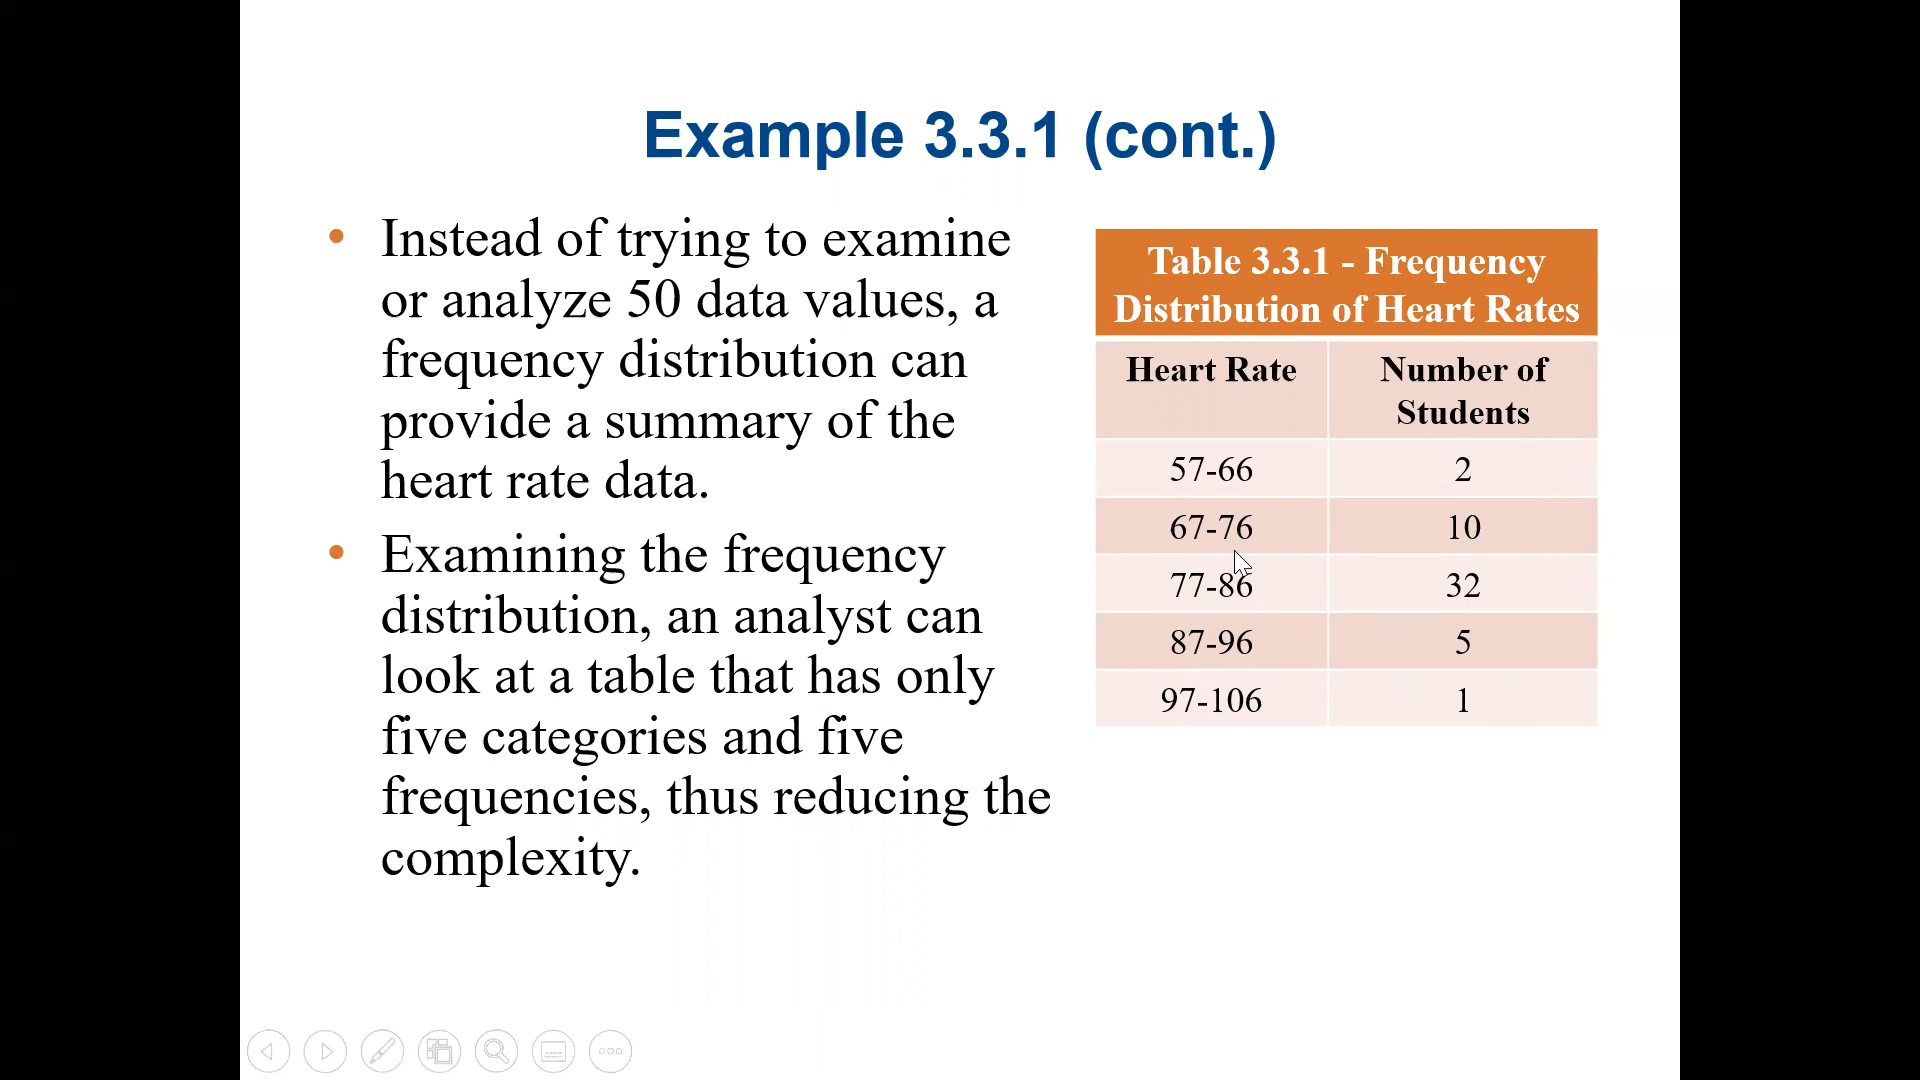 Example 3.3.1 (cont.)
• Instead of trying to examine
or analyze 50 data values, a
frequency distribution can
provide a summary of the
heart rate data.
• Examining the frequency
distribution, an analyst can
look at a table that has only
five categories and five
frequencies, thus reducing the
complexity.
Table 3.3.1 - Frequency
Distribution of Heart Rates
Heart Rate Number of
Students
57-66 2
67-76 10
77-86 32
87-96 5
97-106 1